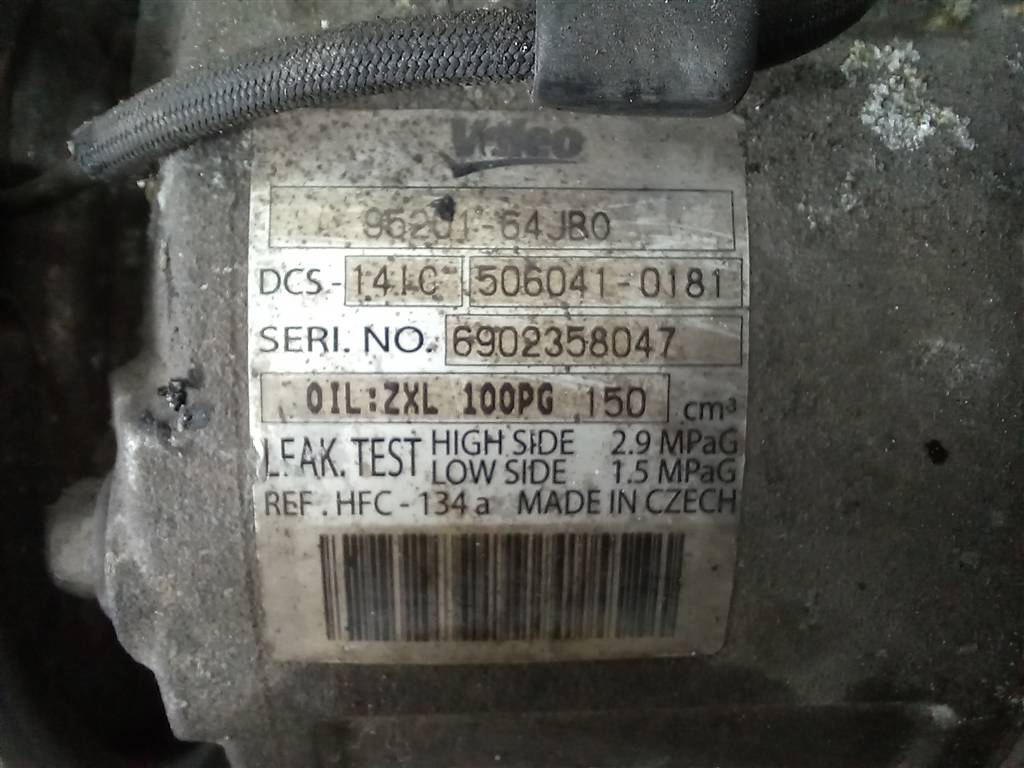 Valeo
95201-64JB0
DCS-14IC 506041-0181
SERI. NO. 6902358047
OIL:ZXL 100PG 150 cm³
LEAK. TEST HIGH SIDE 2.9 MPaG
LOW SIDE 1.5 MPaG
REF. HFC-134a MADE IN CZECH